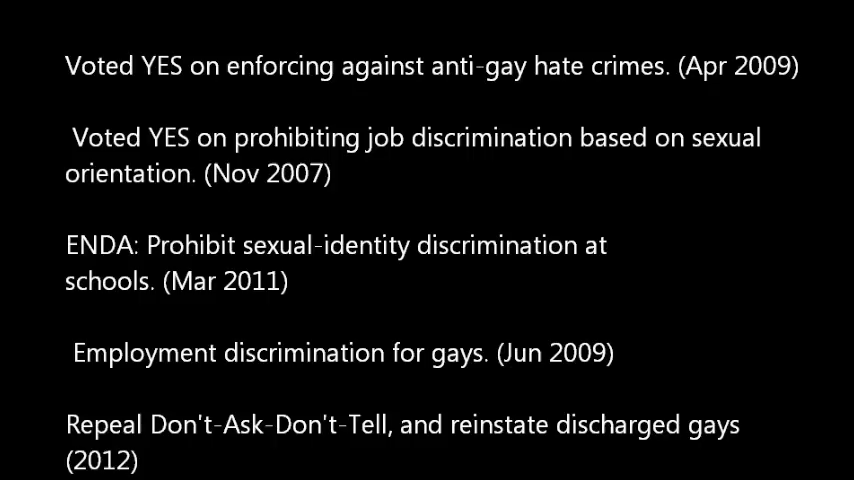 Voted YES on enforcing against anti-gay hate crimes. (Apr 2009)
Voted YES on prohibiting job discrimination based on sexual
orientation. (Nov 2007)
ENDA: Prohibit sexual-identity discrimination at
schools. (Mar 2011)
Employment discrimination for gays. (Jun 2009)
Repeal Don't-Ask-Don't-Tell, and reinstate discharged gays
(2012)